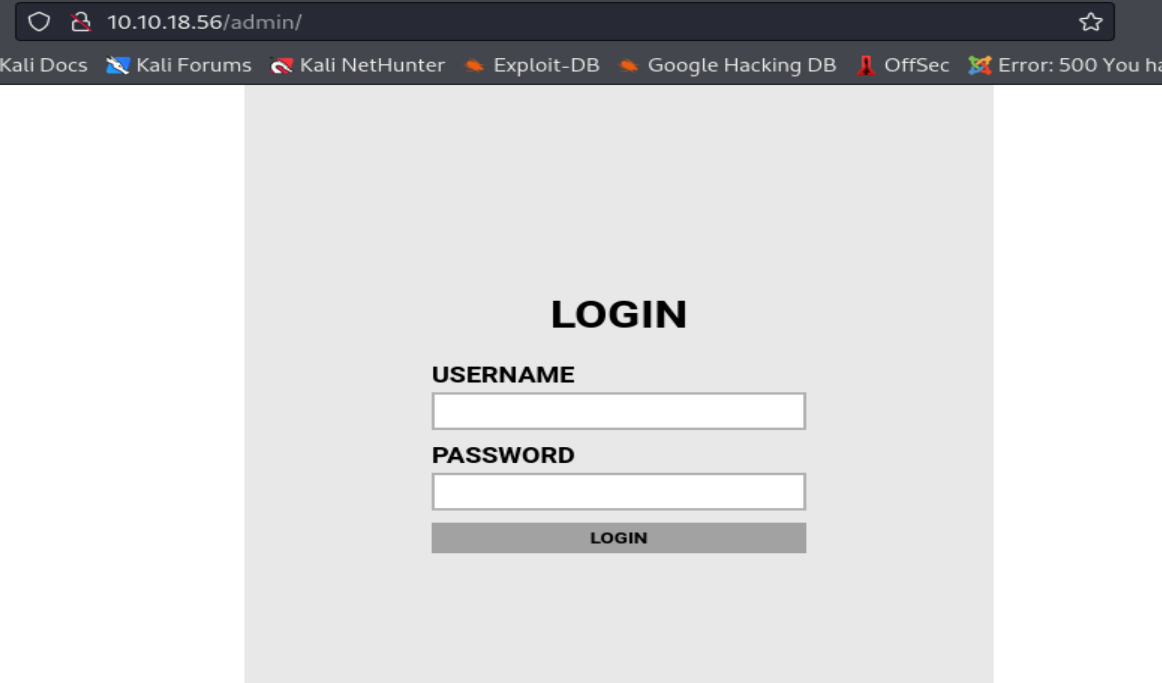 10.10.18.56/admin/
Kali Docs Kali Forums Kali NetHunter Exploit-DB Google Hacking DB OffSec Error: 500 You ha
LOGIN
USERNAME
PASSWORD
LOGIN